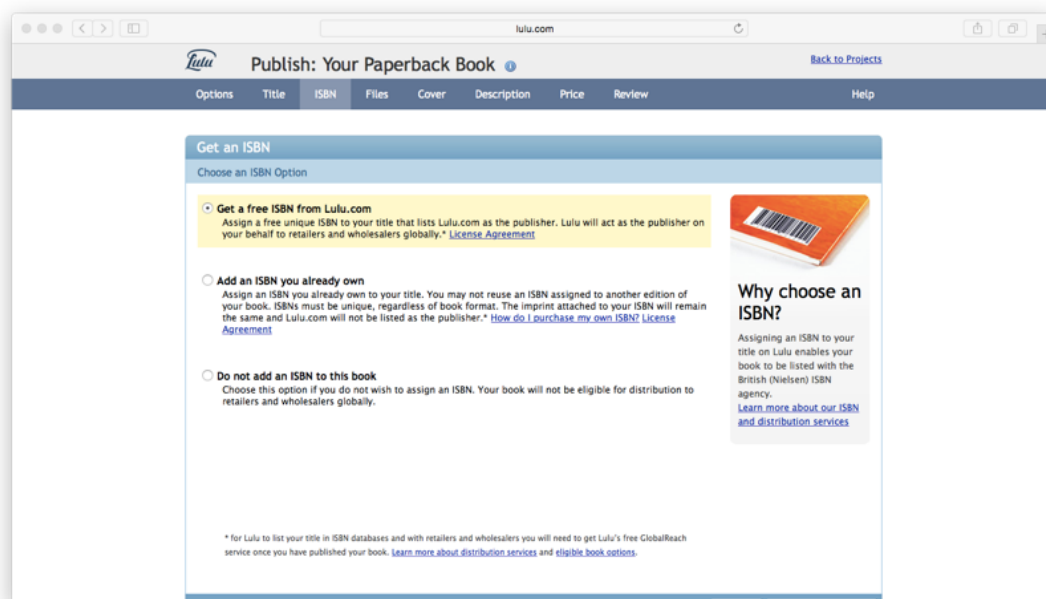 lulu.com
Lulu
Publish: Your Paperback Book
Back to Projects
Options Title ISBN Files Cover Description Price Review Help
Get an ISBN
Choose an ISBN Option
Get a free ISBN from Lulu.com
Assign a free unique ISBN to your title that lists Lulu.com as the publisher. Lulu will act as the publisher on
your behalf to retailers and wholesalers globally.* License Agreement
Add an ISBN you already own
Assign an ISBN you already own to your title. You may not reuse an ISBN assigned to another edition of
your book. ISBNs must be unique, regardless of book format. The imprint attached to your ISBN will remain
the same and Lulu.com will not be listed as the publisher.* How do I purchase my own ISBN? License
Agreement
Do not add an ISBN to this book
Choose this option if you do not wish to assign an ISBN. Your book will not be eligible for distribution to
retailers and wholesalers globally.
Why choose an
ISBN?
Assigning an ISBN to your
title on Lulu enables your
book to be listed with the
British (Nielsen) ISBN
agency.
Learn more about our ISBN
and distribution services
* for Lulu to list your title in ISBN databases and with retailers and wholesalers you will need to get Lulu's free GlobalReach
service once you have published your book. Learn more about distribution services and eligible book options.